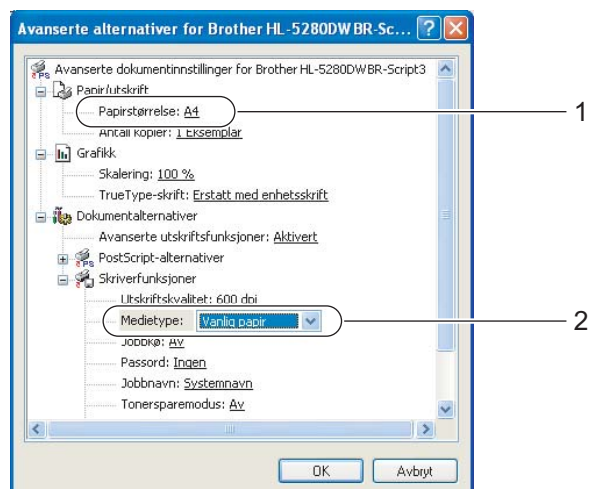 Avanserte alternativer for Brother HL-5280DW BR-Sc...
Avanserte dokumentinnstillinger for Brother HL-5280DW BR-Script3
Papir/utskrift
Papirstørrelse: A4
1
Antall kopier: 1 Eksemplar
Grafikk
Skalering: 100 %
TrueType-skrift: Erstatt med enhetsskrift
Dokumentalternativer
Avanserte utskriftsfunksjoner: Aktivert
PostScript-alternativer
Skriverfunksjoner
Utskriftskvalitet: 600 dpi
Medietype: Vanlig papir
2
Jobbkø: Av
Passord: Ingen
Jobbnavn: Systemnavn
Tonersparemodus: Av
OK Avbryt